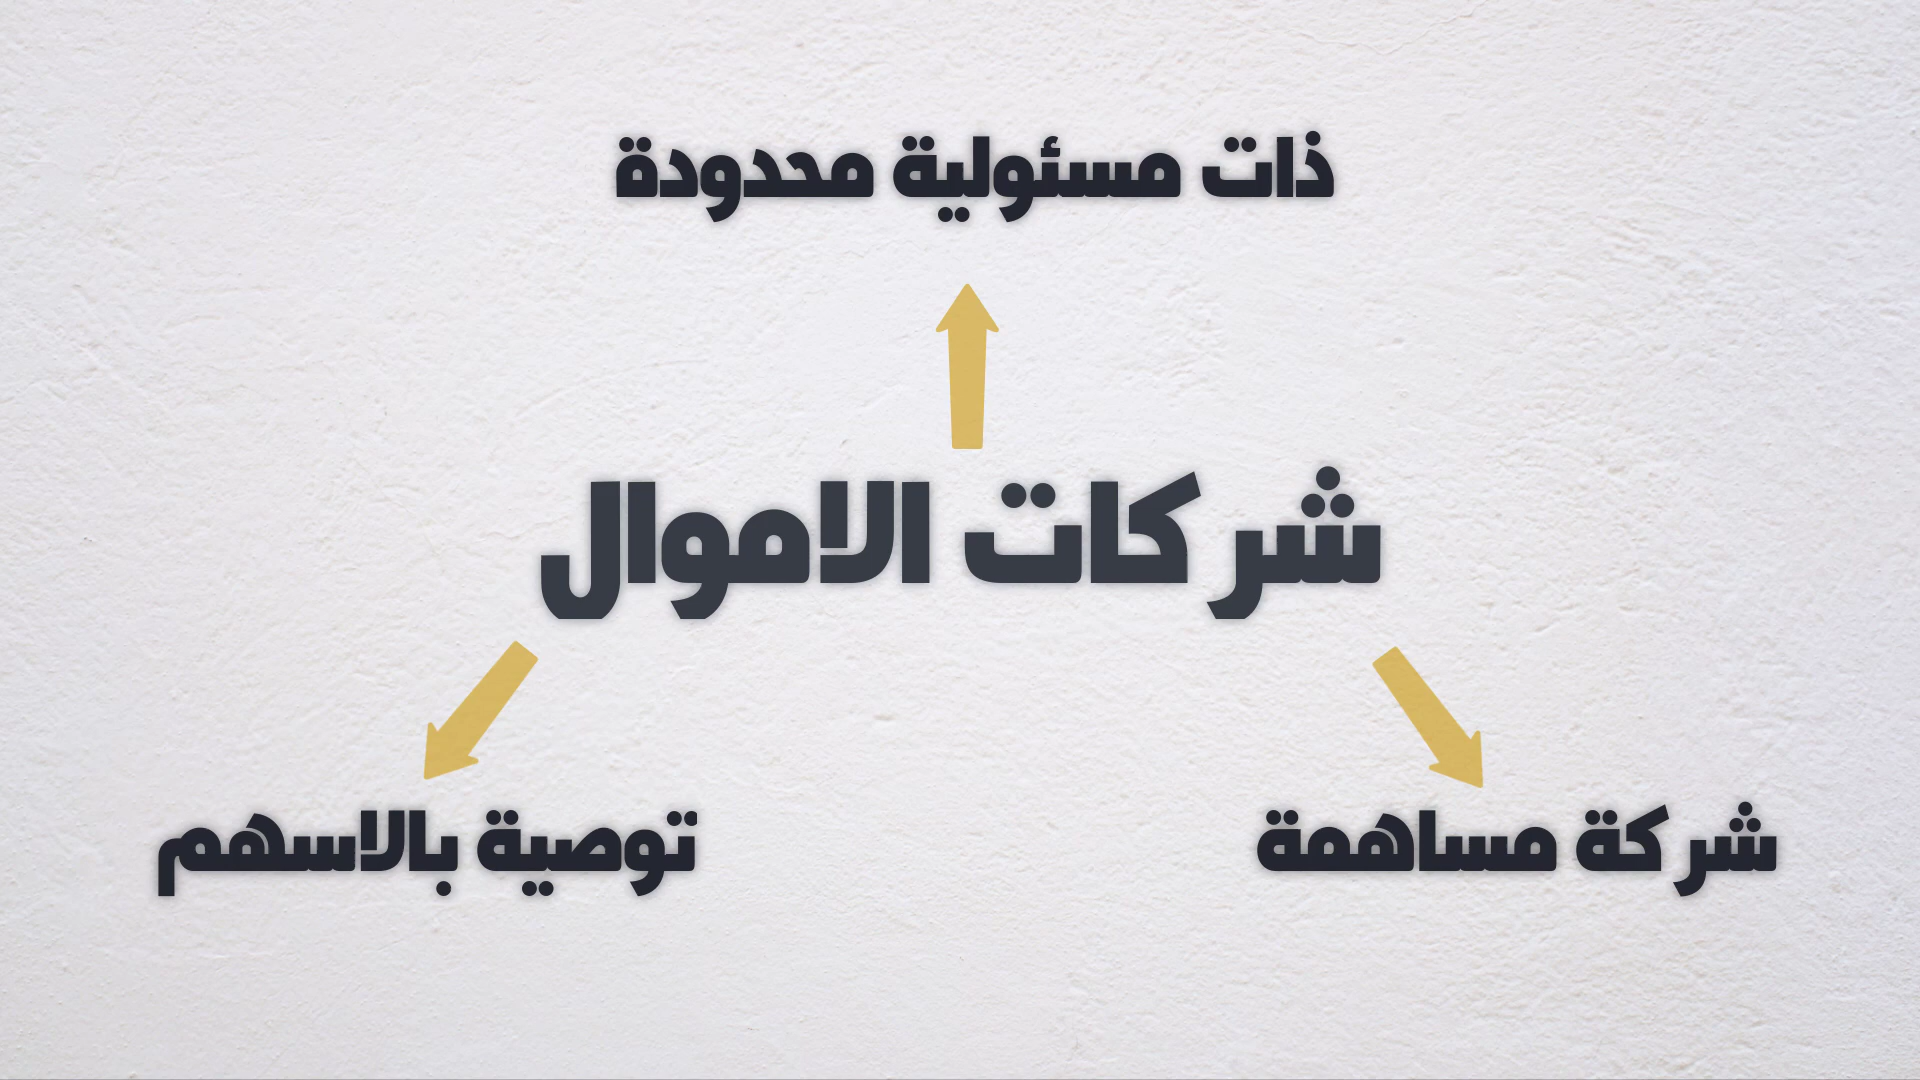 ذات مسئولية محدودة
شركات الاموال
شركة مساهمة
توصية بالاسهم